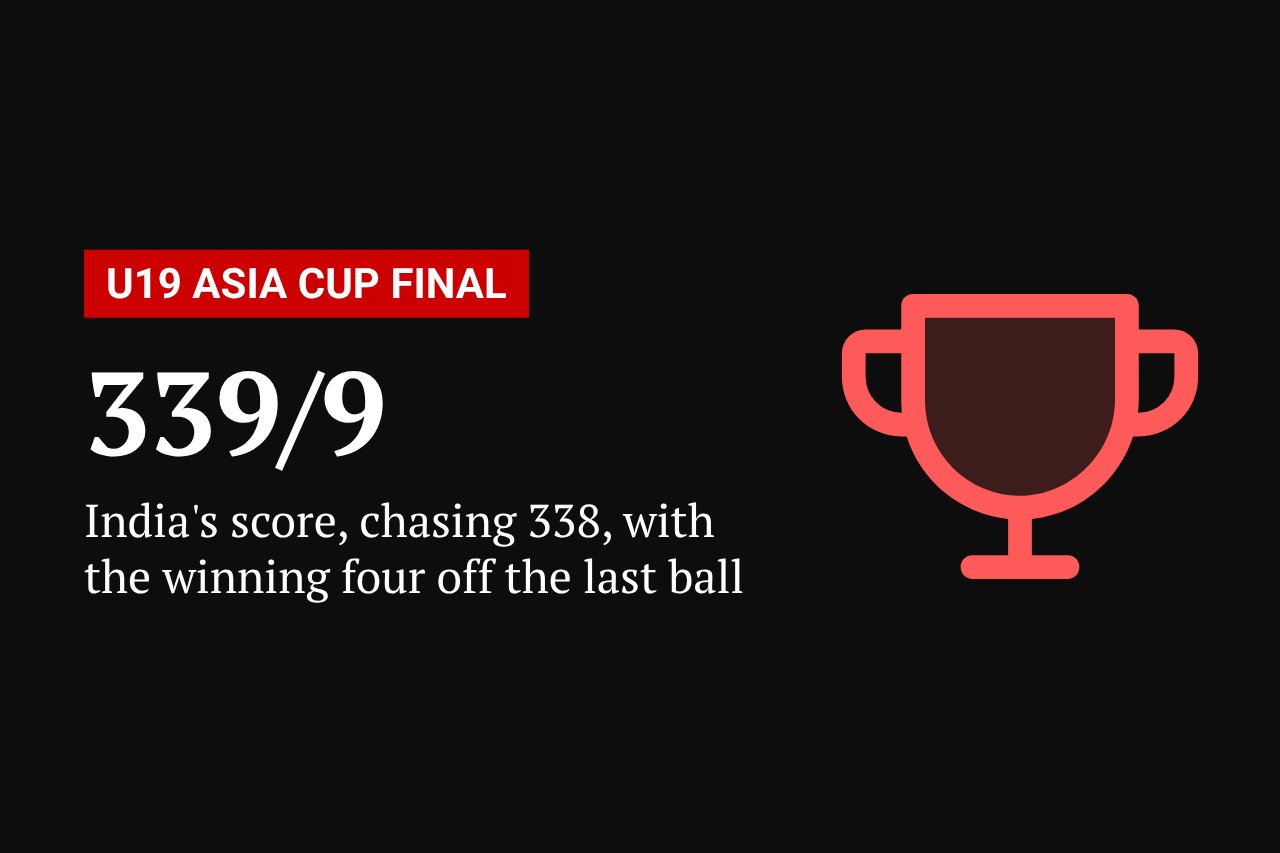 U19 ASIA CUP FINAL
339/9
India's score, chasing 338, with
the winning four off the last ball